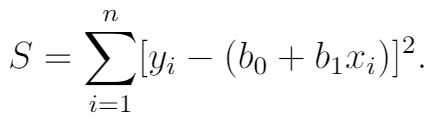 $S = \sum_{i=1}^{n} [y_i - (b_0 + b_1 x_i)]^2.$